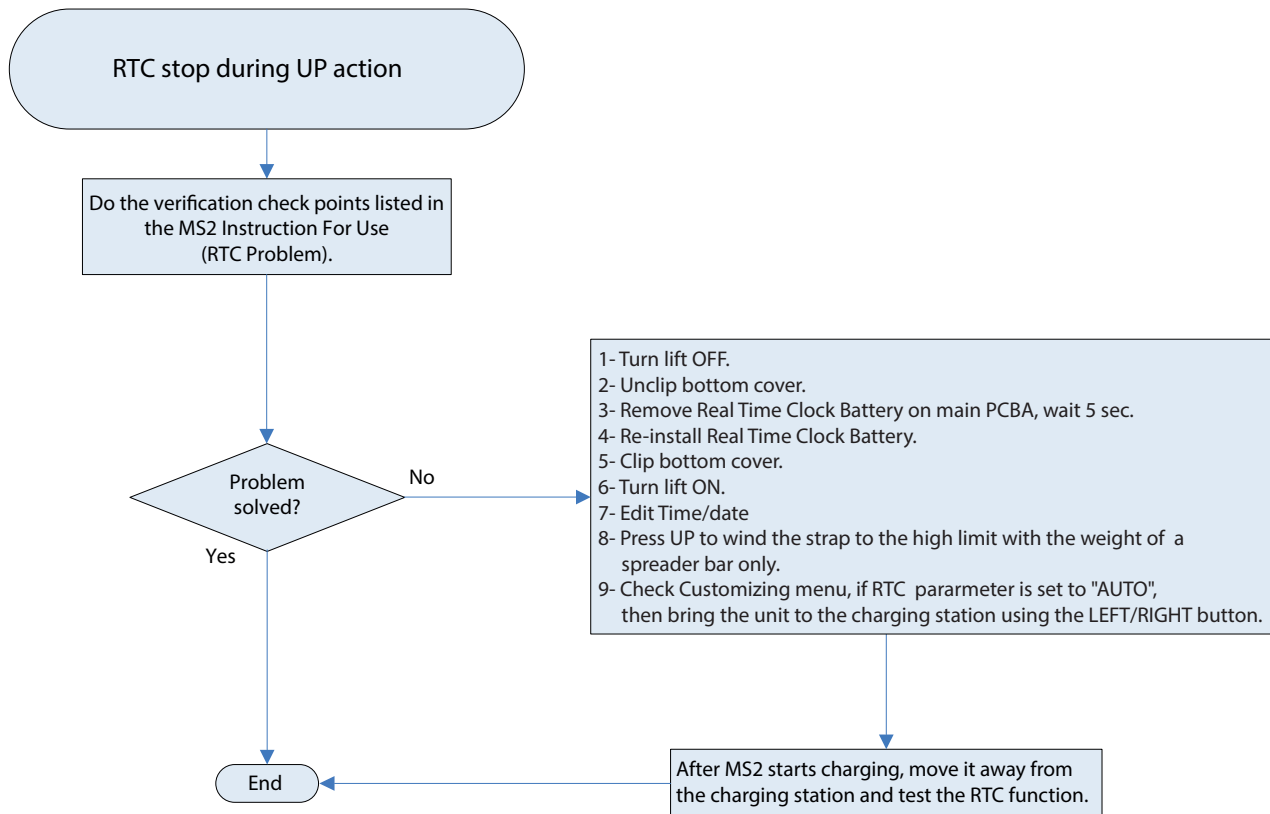 RTC stop during UP action
Do the verification check points listed in
the MS2 Instruction For Use
(RTC Problem).
Problem
solved?
No
Yes
1- Turn lift OFF.
2- Unclip bottom cover.
3- Remove Real Time Clock Battery on main PCBA, wait 5 sec.
4- Re-install Real Time Clock Battery.
5- Clip bottom cover.
6- Turn lift ON.
7- Edit Time/date
8- Press UP to wind the strap to the high limit with the weight of a
spreader bar only.
9- Check Customizing menu, if RTC pararmeter is set to "AUTO",
then bring the unit to the charging station using the LEFT/RIGHT button.
After MS2 starts charging, move it away from
the charging station and test the RTC function.
End